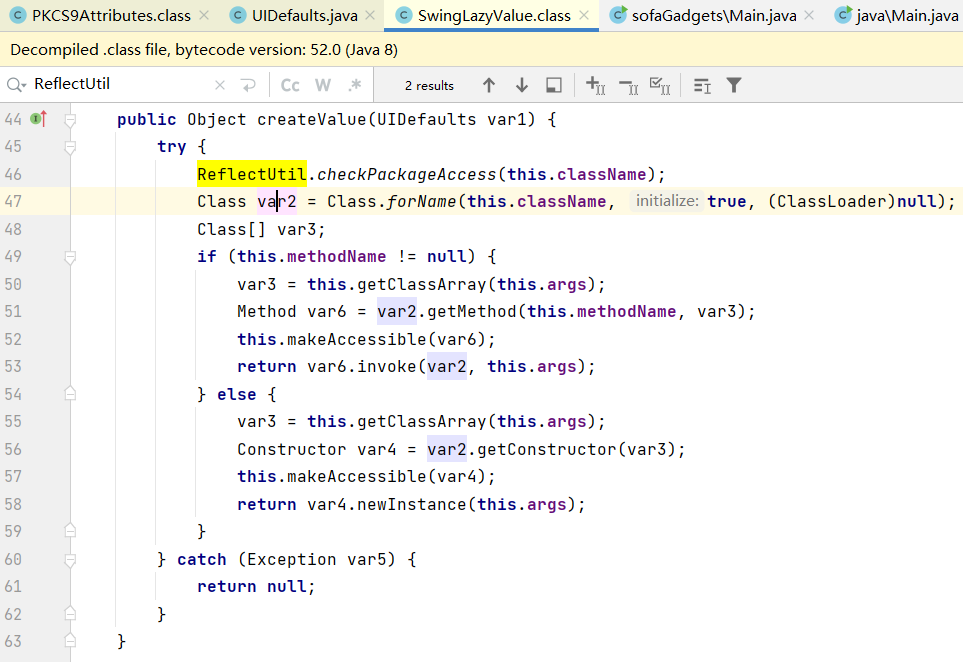 PKCS9Attributes.class UIDefaults.java SwingLazyValue.class sofaGadgets\Main.java java\Main.java
Decompiled .class file, bytecode version: 52.0 (Java 8)
ReflectUtil Cc W .* 2 results
44 public Object createValue(UIDefaults var1) {
45 try {
46 ReflectUtil.checkPackageAccess(this.className);
47 Class var2 = Class.forName(this.className, initialize: true, (ClassLoader)null);
48 Class[] var3;
49 if (this.methodName != null) {
50 var3 = this.getClassArray(this.args);
51 Method var6 = var2.getMethod(this.methodName, var3);
52 this.makeAccessible(var6);
53 return var6.invoke(var2, this.args);
54 } else {
55 var3 = this.getClassArray(this.args);
56 Constructor var4 = var2.getConstructor(var3);
57 this.makeAccessible(var4);
58 return var4.newInstance(this.args);
59 }
60 } catch (Exception var5) {
61 return null;
62 }
63 }